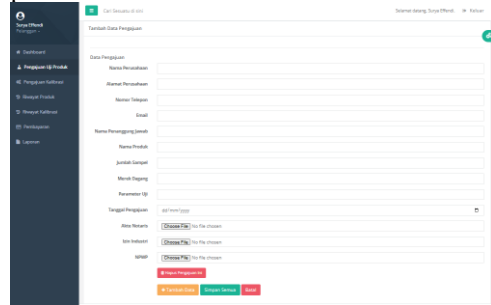 Cari Sesuatu di sini
Selamat datang, Surya Effendi.
Keluar
Surya Effendi
Pelanggan
Dashboard
Pengajuan Uji Produk
Pengajuan Kalibrasi
Riwayat Produk
Riwayat Kalibrasi
Pembayaran
Laporan
Tambah Data Pengajuan
Data Pengajuan
Nama Perusahaan
Alamat Perusahaan
Nomor Telepon
Email
Nama Penanggung Jawab
Nama Produk
Jumlah Sampel
Merek Dagang
Parameter Uji
Tanggal Pengajuan
dd/mm/yyyy
Akte Notaris
Choose File No file chosen
Izin Industri
Choose File No file chosen
NPWP
Choose File No file chosen
Hapus Pengajuan Ini
+ Tambah Data
Simpan Semua
Batal